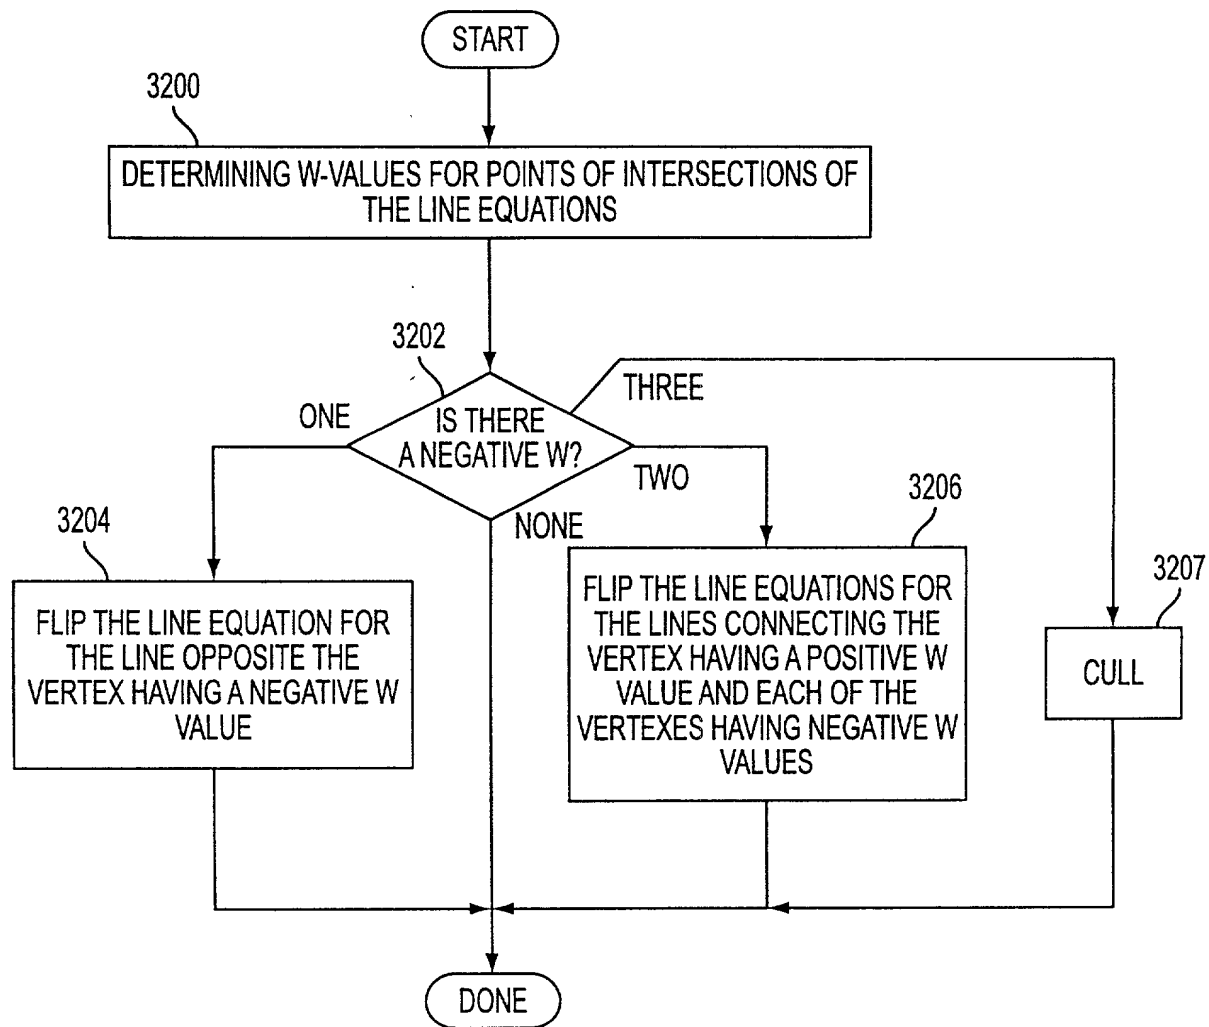 START
3200
DETERMINING W-VALUES FOR POINTS OF INTERSECTIONS OF
THE LINE EQUATIONS
3202
IS THERE
A NEGATIVE W?
ONE
THREE
TWO
NONE
3204
FLIP THE LINE EQUATION FOR
THE LINE OPPOSITE THE
VERTEX HAVING A NEGATIVE W
VALUE
3206
FLIP THE LINE EQUATIONS FOR
THE LINES CONNECTING THE
VERTEX HAVING A POSITIVE W
VALUE AND EACH OF THE
VERTEXES HAVING NEGATIVE W
VALUES
3207
CULL
DONE